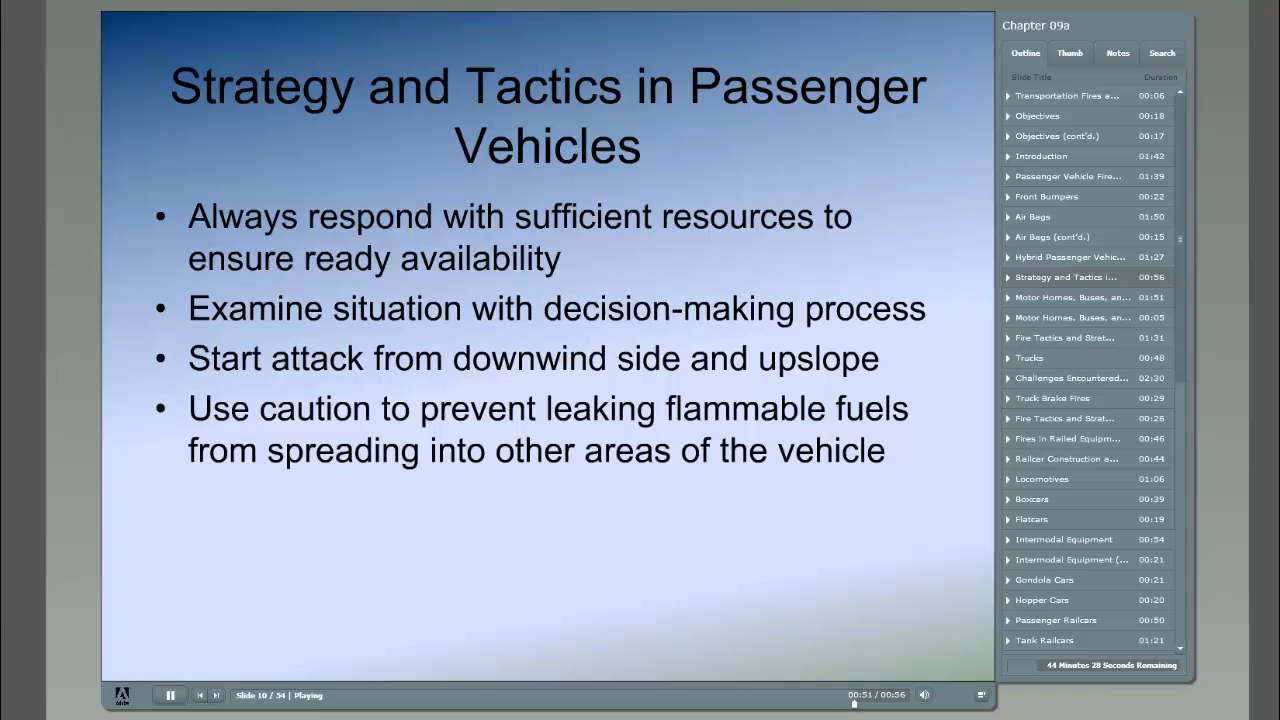 Strategy and Tactics in Passenger
Vehicles
• Always respond with sufficient resources to
ensure ready availability
• Examine situation with decision-making process
• Start attack from downwind side and upslope
• Use caution to prevent leaking flammable fuels
from spreading into other areas of the vehicle
Chapter 09a
Outline Thumb Notes Search
Slide Title Duration
Transportation Fires a... 00:06
Objectives 00:18
Objectives (cont'd.) 00:17
Introduction 01:42
Passenger Vehicle Fire... 01:39
Front Bumpers 00:22
Air Bags 01:50
Air Bags (cont'd.) 00:15
Hybrid Passenger Vehic... 01:27
Strategy and Tactics i... 00:56
Motor Homes, Buses, an... 01:51
Motor Homes, Buses, an... 00:05
Fire Tactics and Strat... 01:31
Trucks 00:48
Challenges Encountered... 02:30
Truck Brake Fires 00:29
Fire Tactics and Strat... 00:26
Fires in Railed Equipm... 00:46
Railcar Construction a... 00:44
Locomotives 01:06
Boxcars 00:39
Flatcars 00:19
Intermodal Equipment 00:54
Intermodal Equipment (... 00:21
Gondola Cars 00:21
Hopper Cars 00:20
Passenger Railcars 00:50
Tank Railcars 01:21
44 Minutes 28 Seconds Remaining
Adobe
Slide 10 / 54 | Playing
00:51 / 00:56